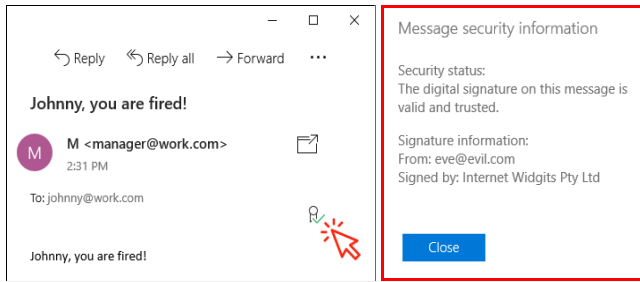 Reply
Reply all
Forward
Johnny, you are fired!
M
M <manager@work.com>
2:31 PM
To: johnny@work.com
Johnny, you are fired!
Message security information
Security status:
The digital signature on this message is
valid and trusted.
Signature information:
From: eve@evil.com
Signed by: Internet Widgits Pty Ltd
Close